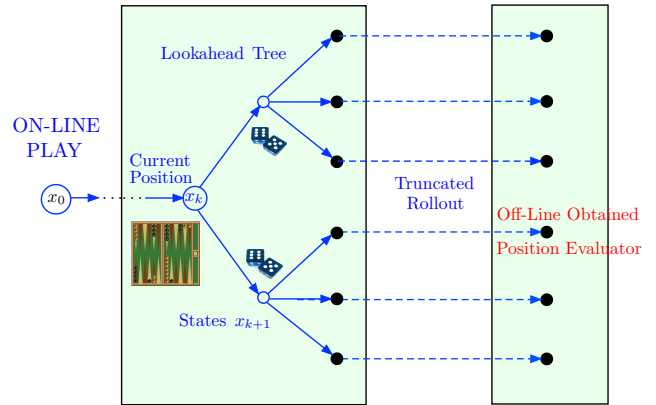 Lookahead Tree
ON-LINE
PLAY
Current
Position
x₀
xₖ
States xₖ₊₁
Truncated
Rollout
Off-Line Obtained
Position Evaluator